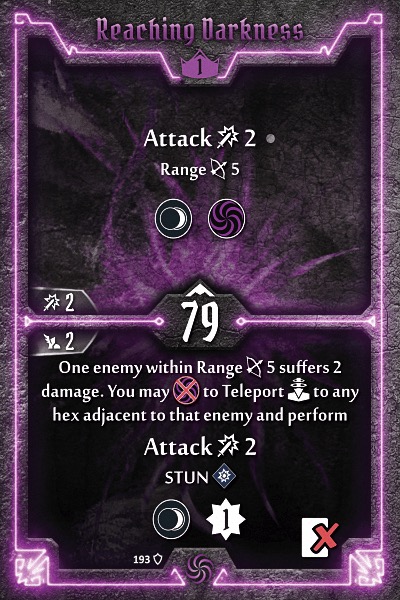 Reaching Darkness
1
Attack 2
Range 5
2
79
2
One enemy within Range 5 suffers 2
damage. You may to Teleport to any
hex adjacent to that enemy and perform
Attack 2
STUN
1
193